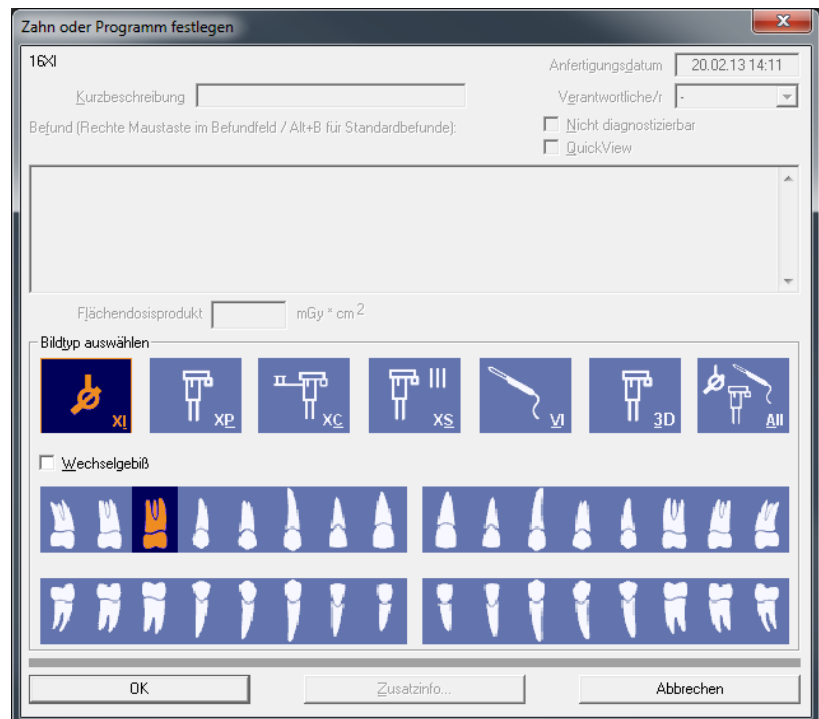 Zahn oder Programm festlegen
16XI
Anfertigungsdatum 20.02.13 14:11
Kurzbeschreibung Verantwortliche/r -
Befund (Rechte Maustaste im Befundfeld / Alt+B für Standardbefunde):
Nicht diagnostizierbar
QuickView
Flächendosisprodukt mGy * cm 2
Bildtyp auswählen
XI XP XC XS VI 3D All
Wechselgebiß
OK Zusatzinfo... Abbrechen